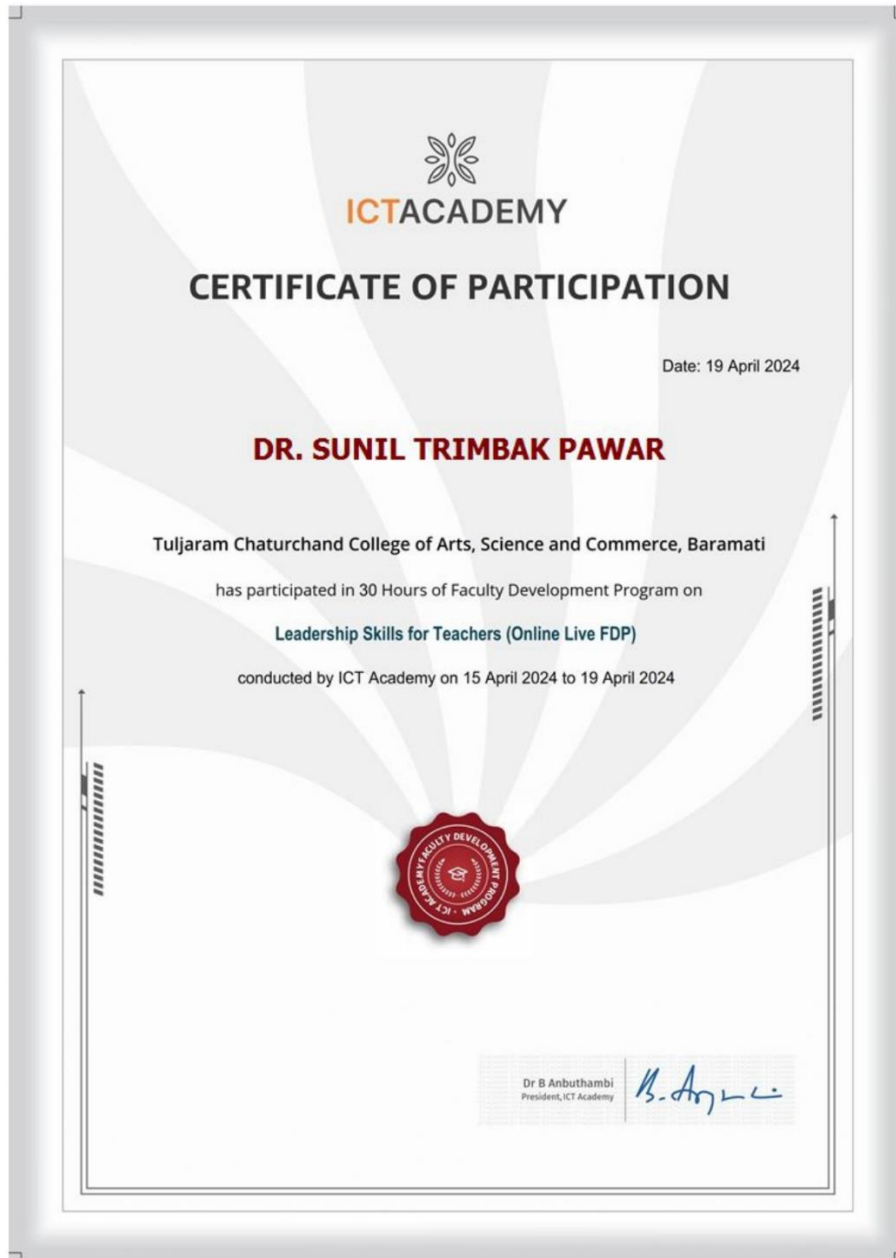 ICTACADEMY
CERTIFICATE OF PARTICIPATION
Date: 19 April 2024
DR. SUNIL TRIMBAK PAWAR
Tuljaram Chaturchand College of Arts, Science and Commerce, Baramati
has participated in 30 Hours of Faculty Development Program on
Leadership Skills for Teachers (Online Live FDP)
conducted by ICT Academy on 15 April 2024 to 19 April 2024
ICT ACADEMY FACULTY DEVELOPMENT PROGRAM
Dr B Anbuthambi
President, ICT Academy